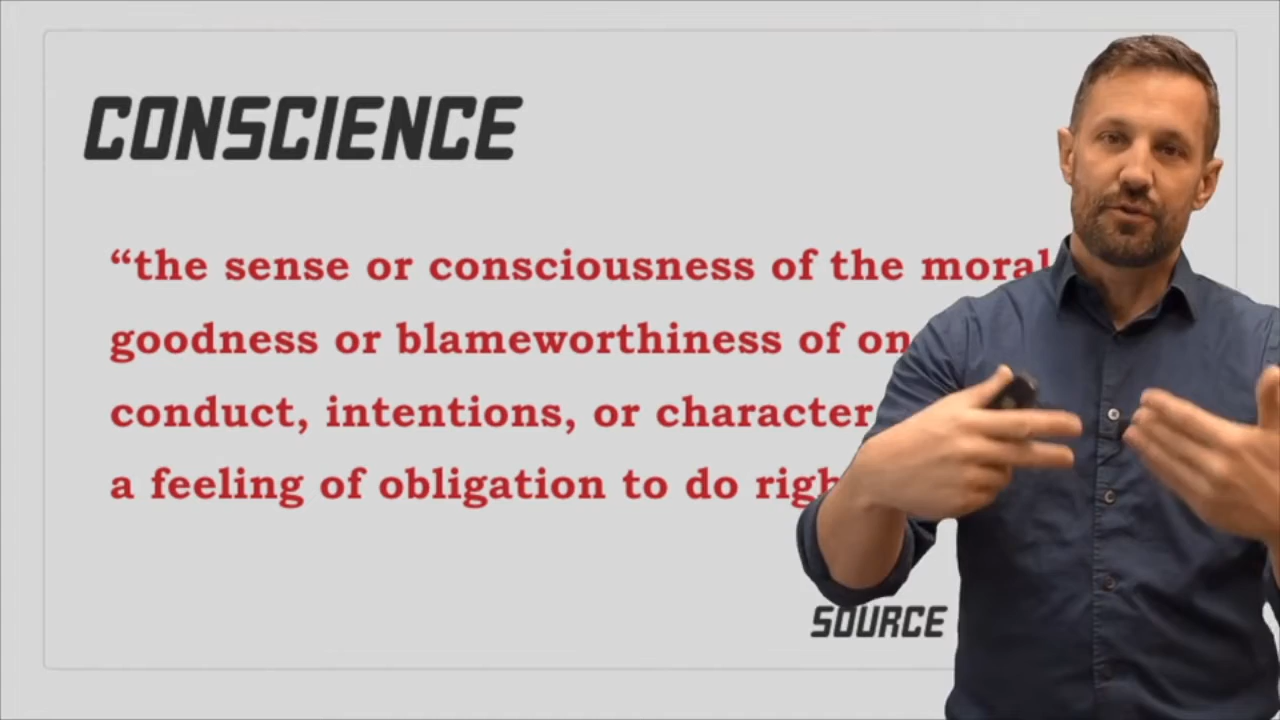 CONSCIENCE
“the sense or consciousness of the moral
goodness or blameworthiness of
conduct, intentions, or character
a feeling of obligation to do
SOURCE